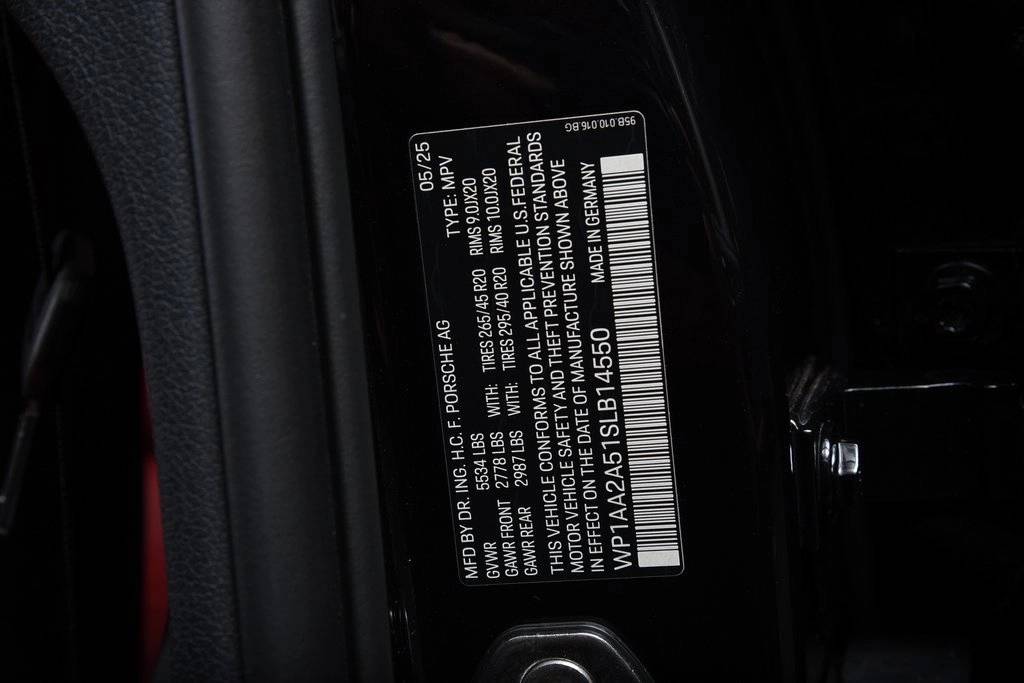 95B.010.016.BG
05/25
MFD BY DR. ING. H.C. F. PORSCHE AG TYPE: MPV
GVWR 5534 LBS WITH: TIRES 265/45 R20 RIMS 9.0JX20
GAWR FRONT 2778 LBS WITH: TIRES 295/40 R20 RIMS 10.0JX20
GAWR REAR 2987 LBS
THIS VEHICLE CONFORMS TO ALL APPLICABLE U.S. FEDERAL
MOTOR VEHICLE SAFETY AND THEFT PREVENTION STANDARDS
IN EFFECT ON THE DATE OF MANUFACTURE SHOWN ABOVE
WP1AA2A51SLB14550 MADE IN GERMANY